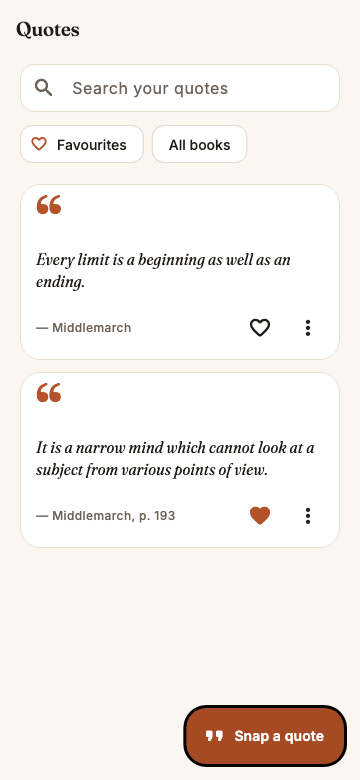 Quotes
Search your quotes
Favourites
All books
“
Every limit is a beginning as well as an
ending.
— Middlemarch
“
It is a narrow mind which cannot look at a
subject from various points of view.
— Middlemarch, p. 193
Snap a quote